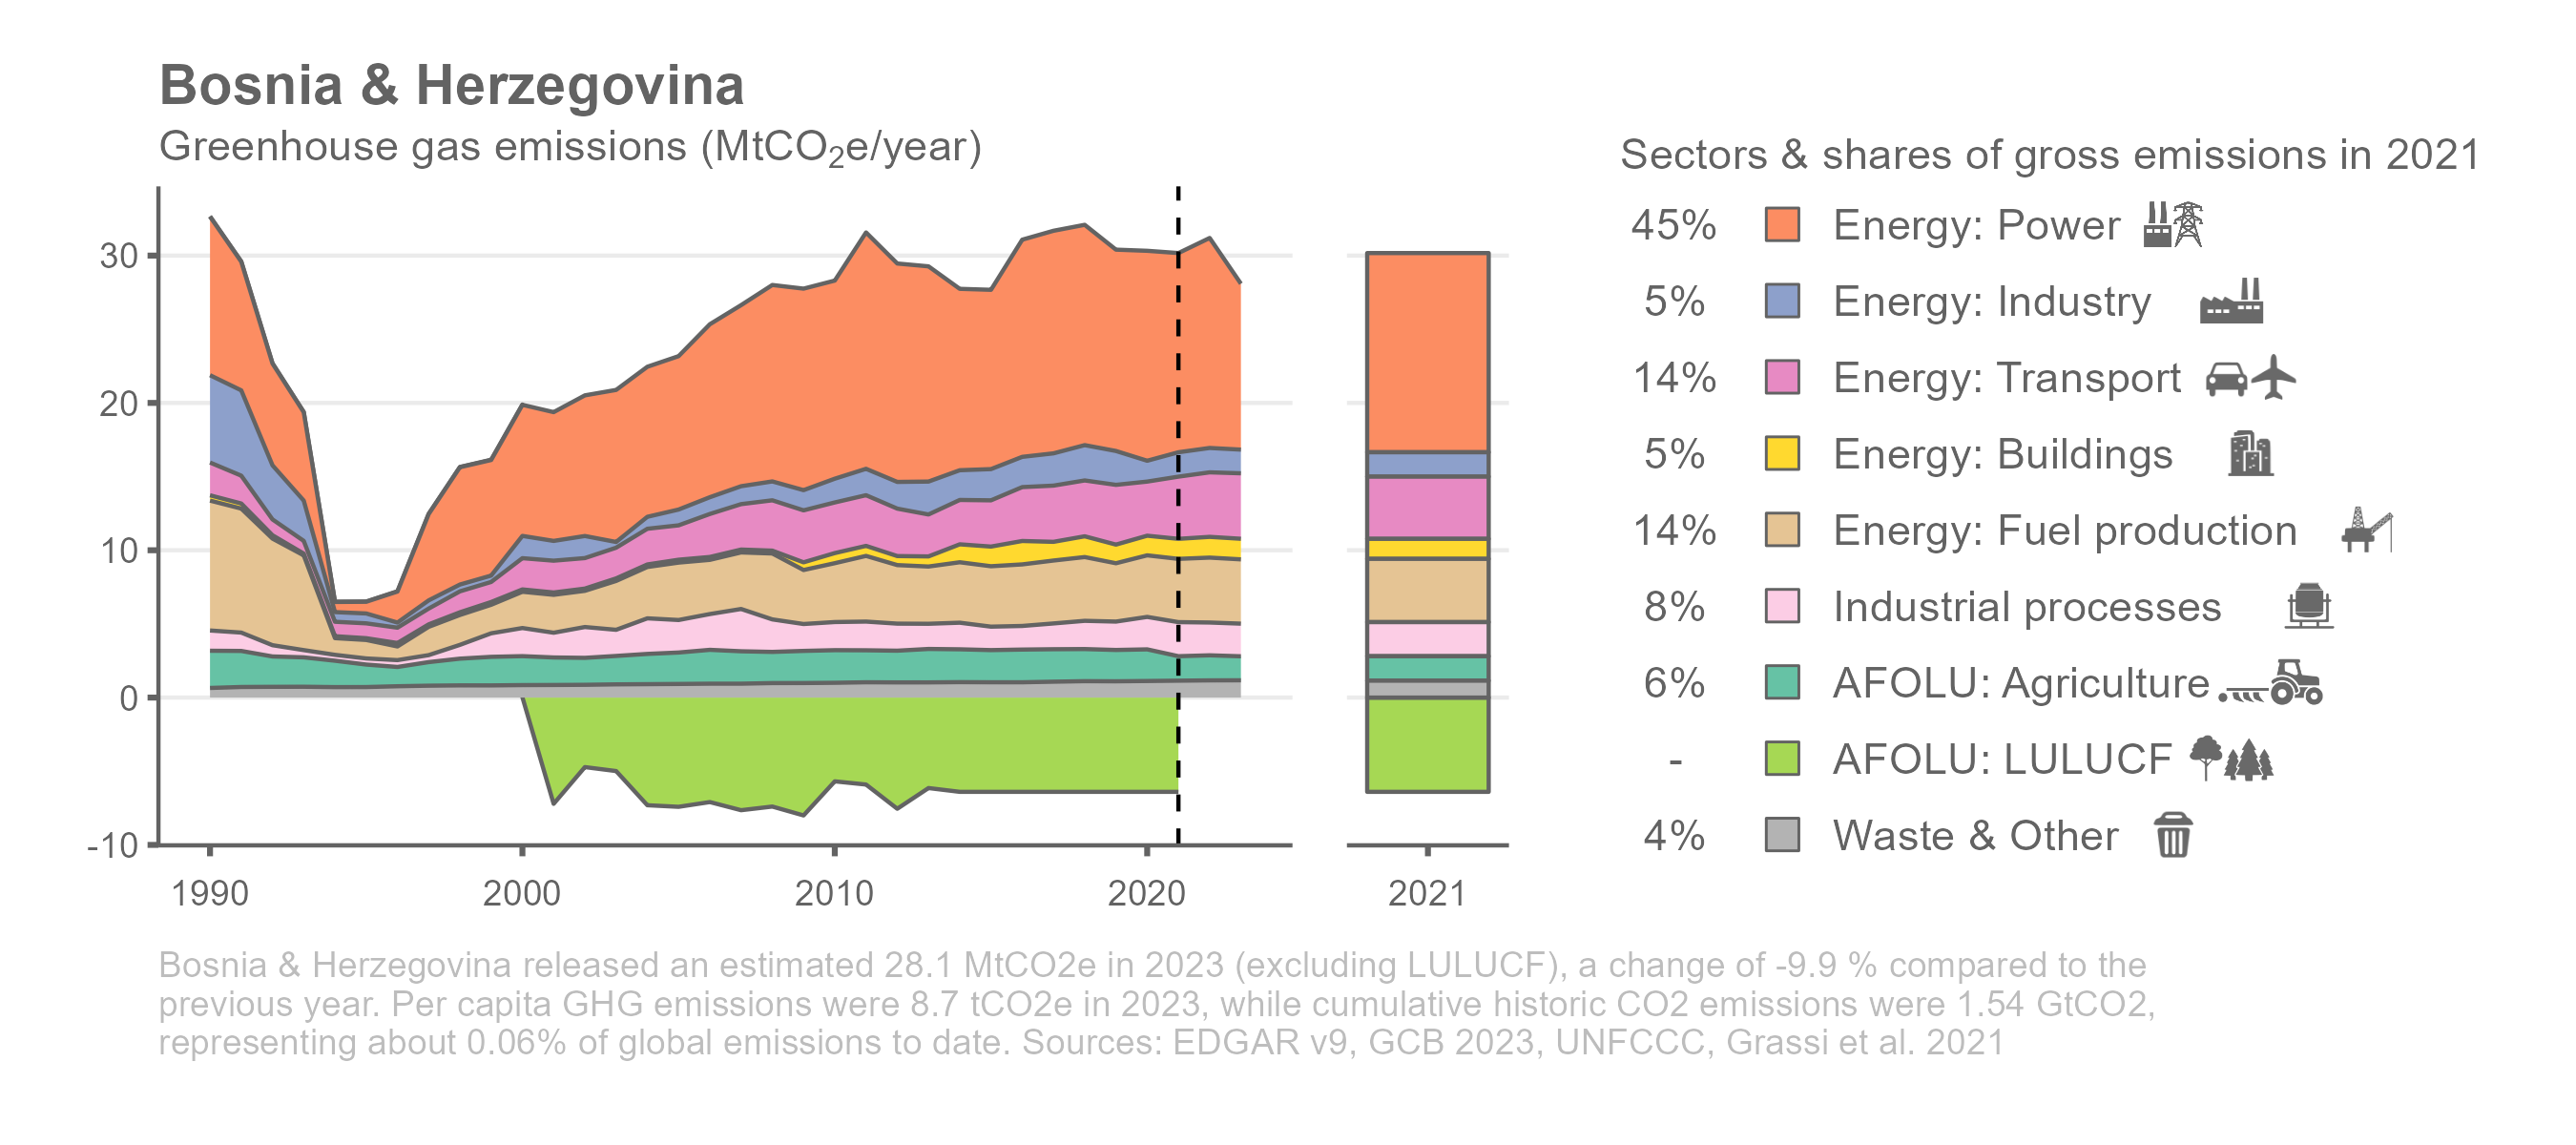 Bosnia & Herzegovina
Greenhouse gas emissions (MtCO₂e/year)
30
20
10
0
-10
1990
2000
2010
2020
2021
Sectors & shares of gross emissions in 2021
45% Energy: Power
5% Energy: Industry
14% Energy: Transport
5% Energy: Buildings
14% Energy: Fuel production
8% Industrial processes
6% AFOLU: Agriculture
- AFOLU: LULUCF
4% Waste & Other
Bosnia & Herzegovina released an estimated 28.1 MtCO2e in 2023 (excluding LULUCF), a change of -9.9 % compared to the
previous year. Per capita GHG emissions were 8.7 tCO2e in 2023, while cumulative historic CO2 emissions were 1.54 GtCO2,
representing about 0.06% of global emissions to date. Sources: EDGAR v9, GCB 2023, UNFCCC, Grassi et al. 2021